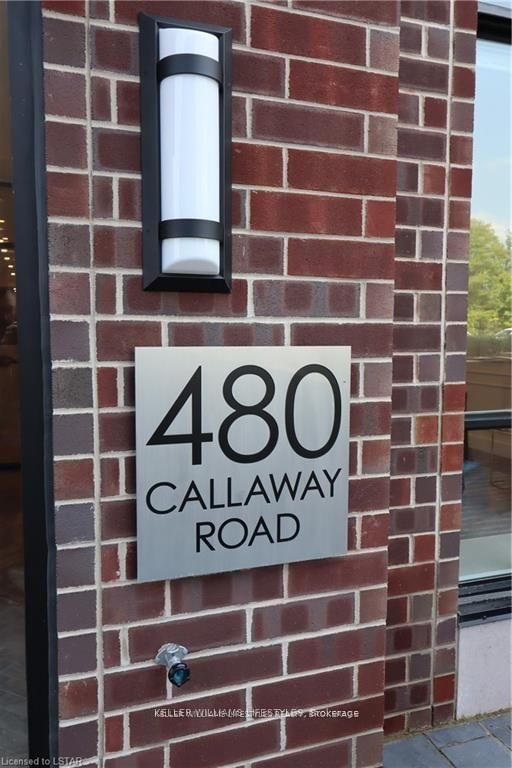 480
CALLAWAY
ROAD
KELLER WILLIAMS LIFESTYLES, Brokerage
Licensed to LSTAR